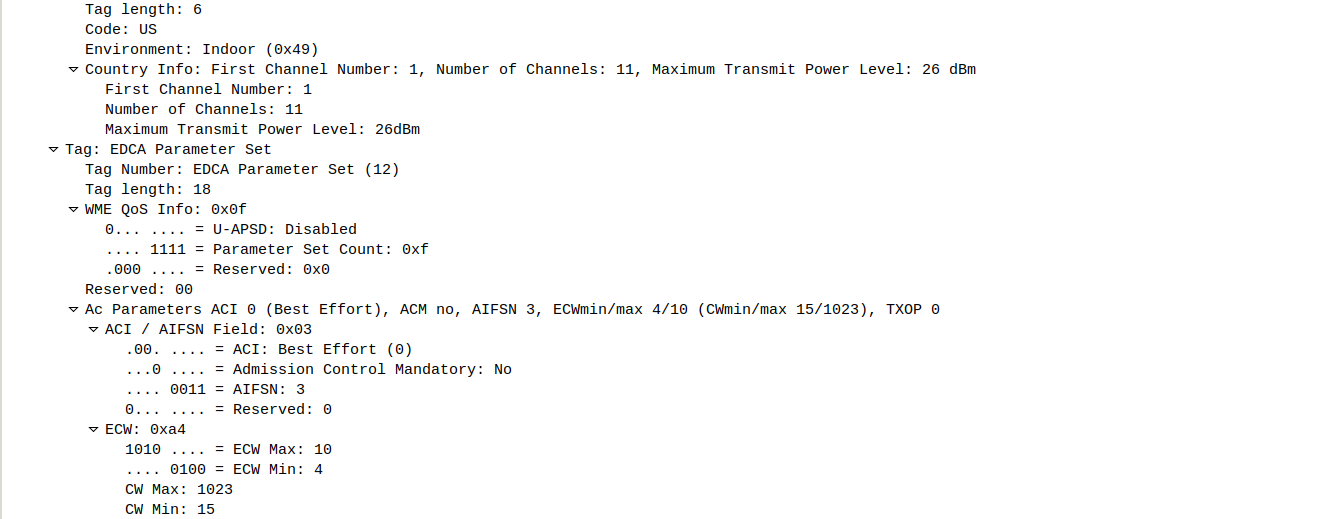 Tag length: 6
Code: US
Environment: Indoor (0x49)
Country Info: First Channel Number: 1, Number of Channels: 11, Maximum Transmit Power Level: 26 dBm
First Channel Number: 1
Number of Channels: 11
Maximum Transmit Power Level: 26dBm
Tag: EDCA Parameter Set
Tag Number: EDCA Parameter Set (12)
Tag length: 18
WME QoS Info: 0x0f
0... .... = U-APSD: Disabled
.... 1111 = Parameter Set Count: 0xf
.000 .... = Reserved: 0x0
Reserved: 00
Ac Parameters ACI 0 (Best Effort), ACM no, AIFSN 3, ECWmin/max 4/10 (CWmin/max 15/1023), TXOP 0
ACI / AIFSN Field: 0x03
.00. .... = ACI: Best Effort (0)
...0 .... = Admission Control Mandatory: No
.... 0011 = AIFSN: 3
0... .... = Reserved: 0
ECW: 0xa4
1010 .... = ECW Max: 10
.... 0100 = ECW Min: 4
CW Max: 1023
CW Min: 15